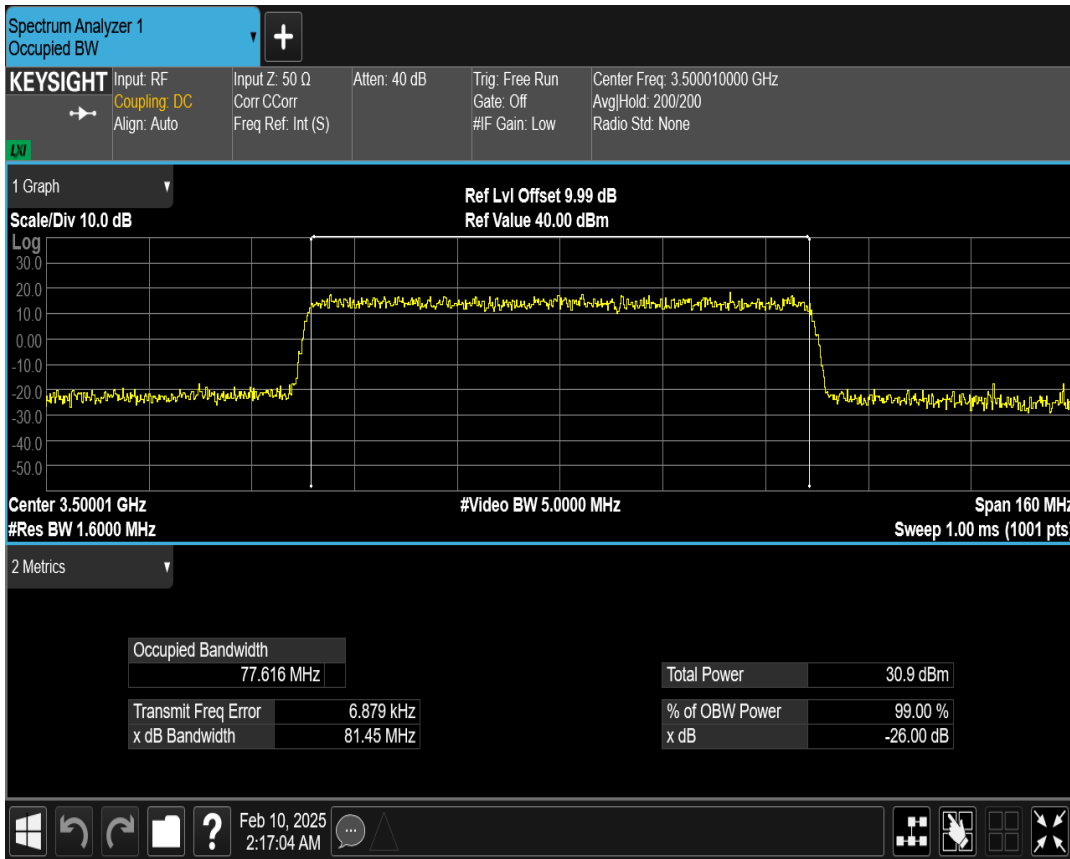 Spectrum Analyzer 1
Occupied BW
KEYSIGHT
LXI
Input: RF
Coupling: DC
Align: Auto
Input Z: 50 Ω
Corr CCorr
Freq Ref: Int (S)
Atten: 40 dB
Trig: Free Run
Gate: Off
#IF Gain: Low
Center Freq: 3.500010000 GHz
Avg|Hold: 200/200
Radio Std: None
1 Graph
Scale/Div 10.0 dB
Ref Lvl Offset 9.99 dB
Ref Value 40.00 dBm
Log
30.0
20.0
10.0
0.00
-10.0
-20.0
-30.0
-40.0
-50.0
Center 3.50001 GHz
#Video BW 5.0000 MHz
Span 160 MHz
#Res BW 1.6000 MHz
Sweep 1.00 ms (1001 pts)
2 Metrics
Occupied Bandwidth
77.616 MHz
Transmit Freq Error 6.879 kHz
x dB Bandwidth 81.45 MHz
Total Power 30.9 dBm
% of OBW Power 99.00 %
x dB -26.00 dB
?
Feb 10, 2025
2:17:04 AM